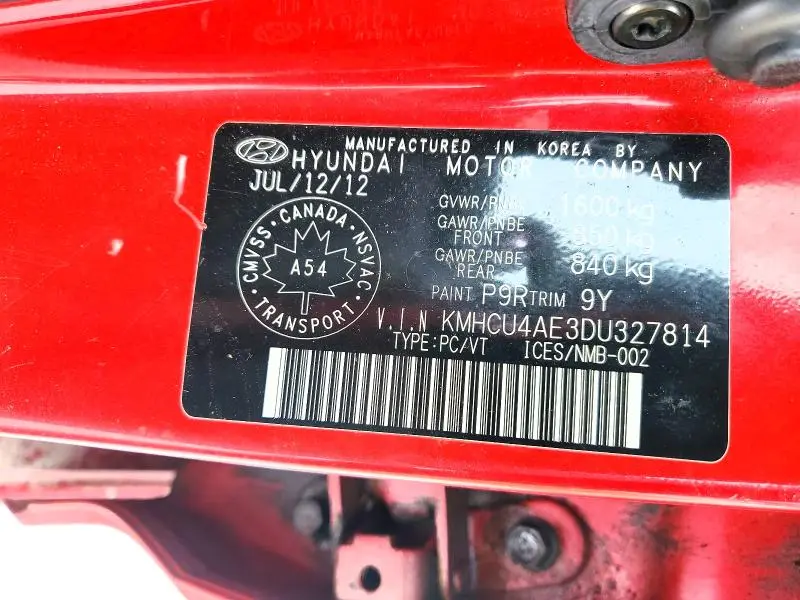 MANUFACTURED IN KOREA BY
HYUNDAI MOTOR COMPANY
JUL/12/12
GVWR/PNBV 1600 kg
GAWR/PNBE FRONT 850 kg
GAWR/PNBE REAR 840 kg
CMVSS · CANADA · NSVAC
A54
· TRANSPORT ·
PAINT P9R TRIM 9Y
V.I.N KMHCU4AE3DU327814
TYPE:PC/VT ICES/NMB-002